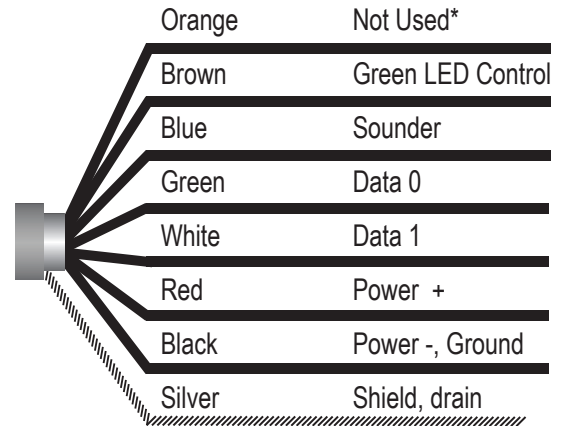 Orange Not Used*
Brown Green LED Control
Blue Sounder
Green Data 0
White Data 1
Red Power +
Black Power -, Ground
Silver Shield, drain